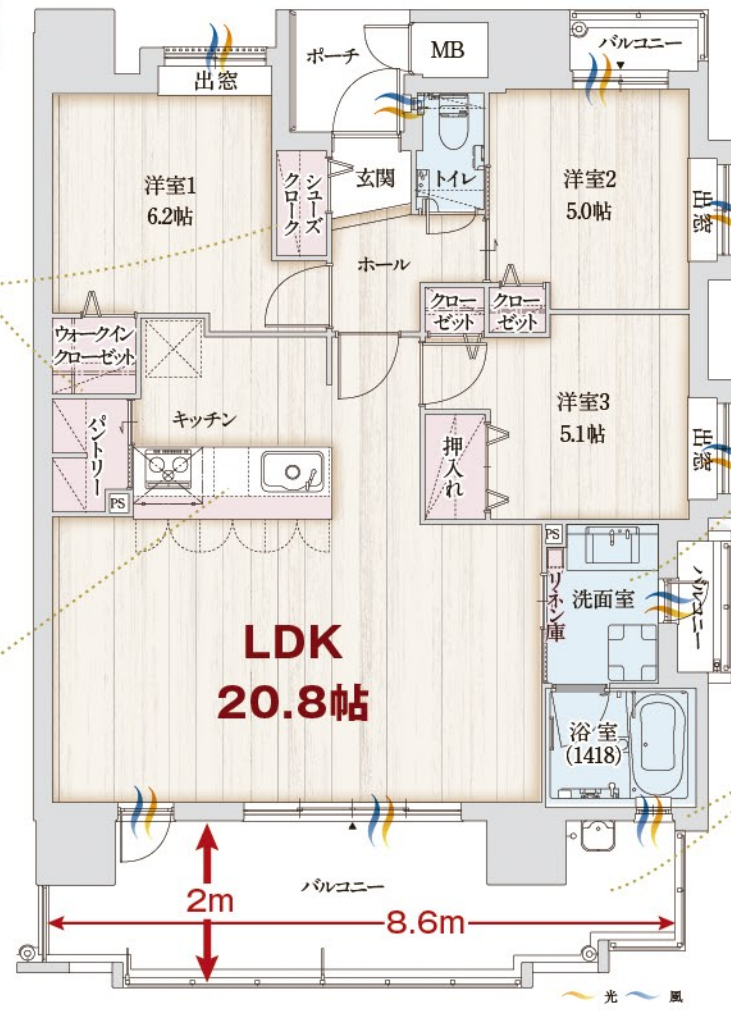 ポーチ
MB
バルコニー
出窓
洋室1
6.2帖
シューズ
クローク
玄関
トイレ
洋室2
5.0帖
出窓
ホール
クロー
ゼット
クロー
ゼット
ウォークイン
クローゼット
キッチン
パントリー
PS
洋室3
5.1帖
出窓
押入れ
PS
リネン庫
洗面室
バルコニー
LDK
20.8帖
浴室
(1418)
バルコニー
2m
8.6m
光
風